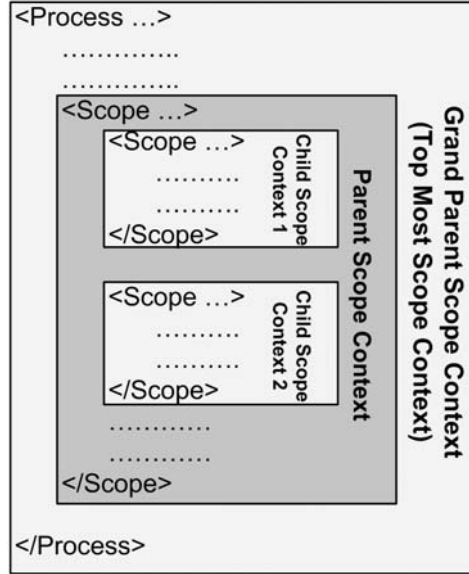 <Process ...>
..............
..............
<Scope ...>
<Scope ...>
..........
..........
</Scope>
Child Scope
Context 1
<Scope ...>
..........
..........
</Scope>
Child Scope
Context 2
............
............
</Scope>
Parent Scope Context
</Process>
Grand Parent Scope Context
(Top Most Scope Context)